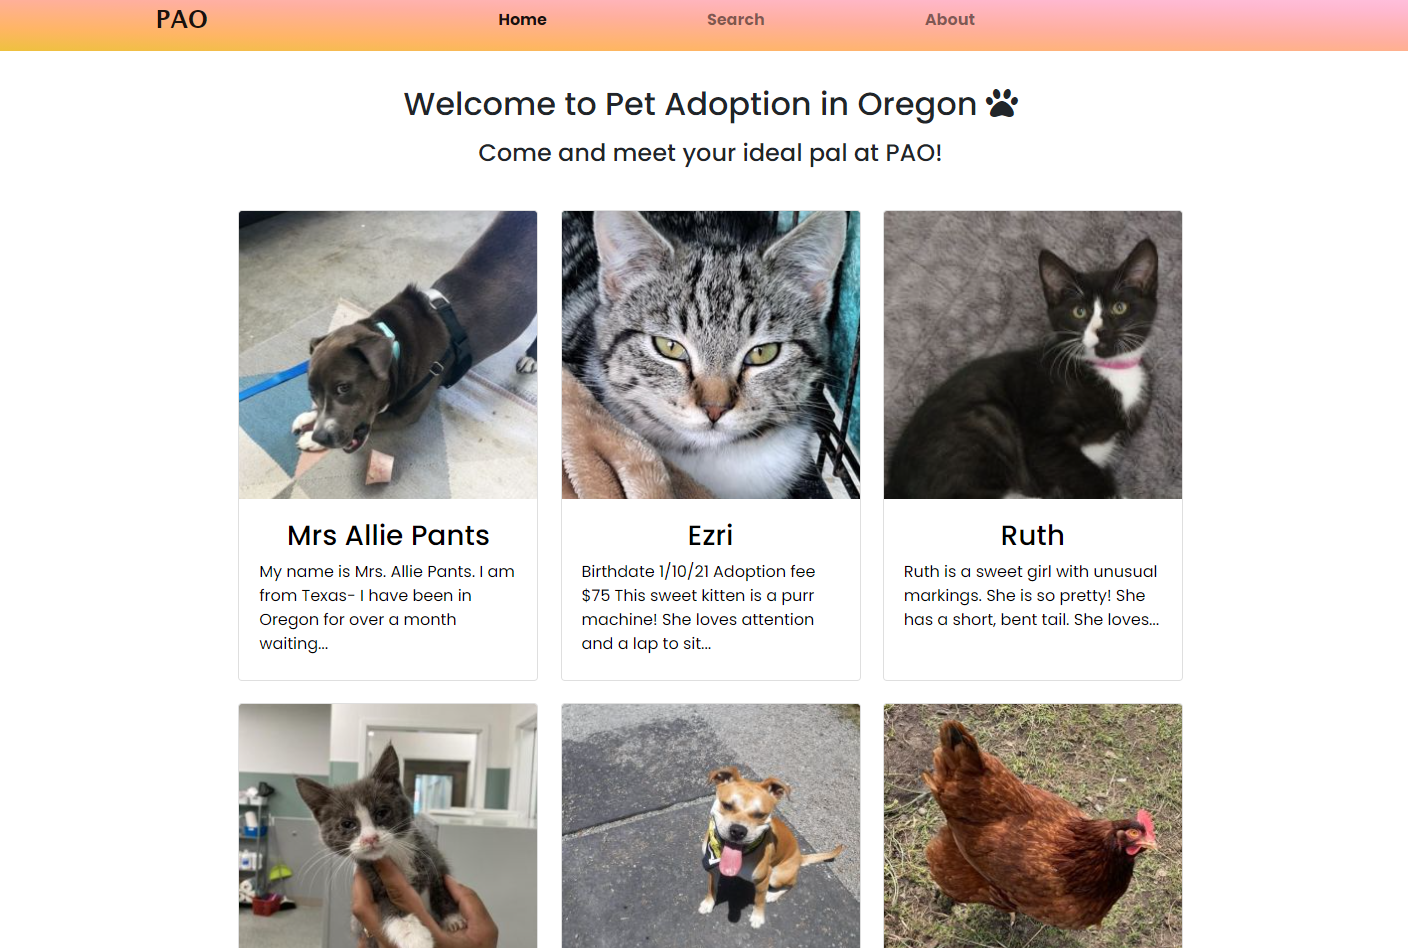 PAO
Home
Search
About
Welcome to Pet Adoption in Oregon
Come and meet your ideal pal at PAO!
Mrs Allie Pants
My name is Mrs. Allie Pants. I am
from Texas- I have been in
Oregon for over a month
waiting...
Ezri
Birthdate 1/10/21 Adoption fee
$75 This sweet kitten is a purr
machine! She loves attention
and a lap to sit...
Ruth
Ruth is a sweet girl with unusual
markings. She is so pretty! She
has a short, bent tail. She loves...